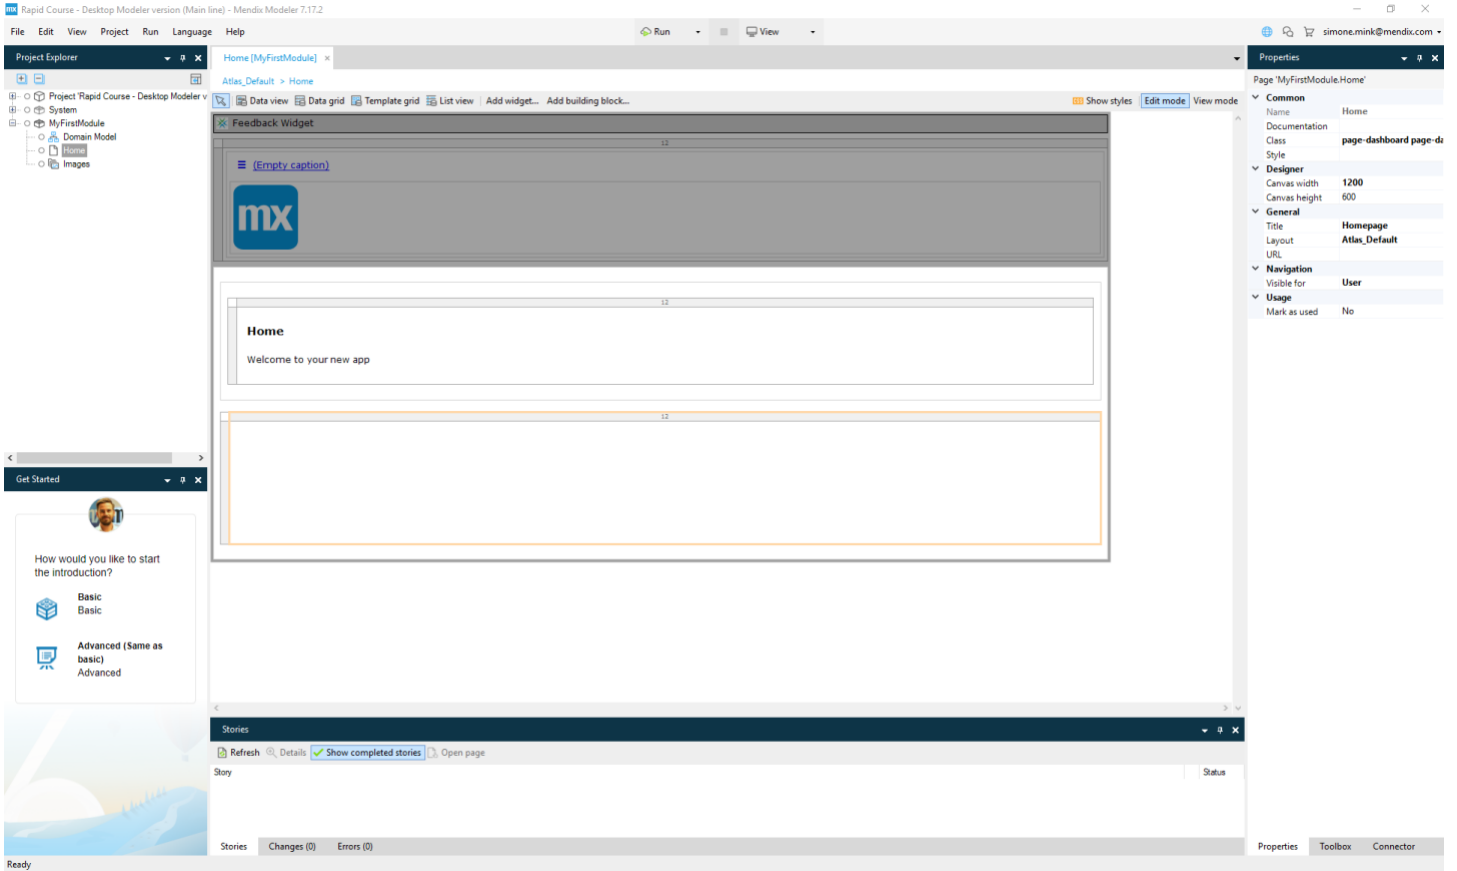 mx Rapid Course - Desktop Modeler version (Main line) - Mendix Modeler 7.17.2
File Edit View Project Run Language Help
Run View
simone.mink@mendix.com
Project Explorer
Project 'Rapid Course - Desktop Modeler v
System
MyFirstModule
Domain Model
Home
Images
Get Started
How would you like to start
the introduction?
Basic
Basic
Advanced (Same as
basic)
Advanced
Home [MyFirstModule]
Atlas_Default > Home
Data view Data grid Template grid List view Add widget... Add building block...
Show styles Edit mode View mode
Feedback Widget
12
(Empty caption)
mx
12
Home
Welcome to your new app
12
Stories
Refresh Details Show completed stories Open page
Story Status
Stories Changes (0) Errors (0)
Properties
Page 'MyFirstModule.Home'
Common
Name Home
Documentation
Class page-dashboard page-da
Style
Designer
Canvas width 1200
Canvas height 600
General
Title Homepage
Layout Atlas_Default
URL
Navigation
Visible for User
Usage
Mark as used No
Properties Toolbox Connector
Ready